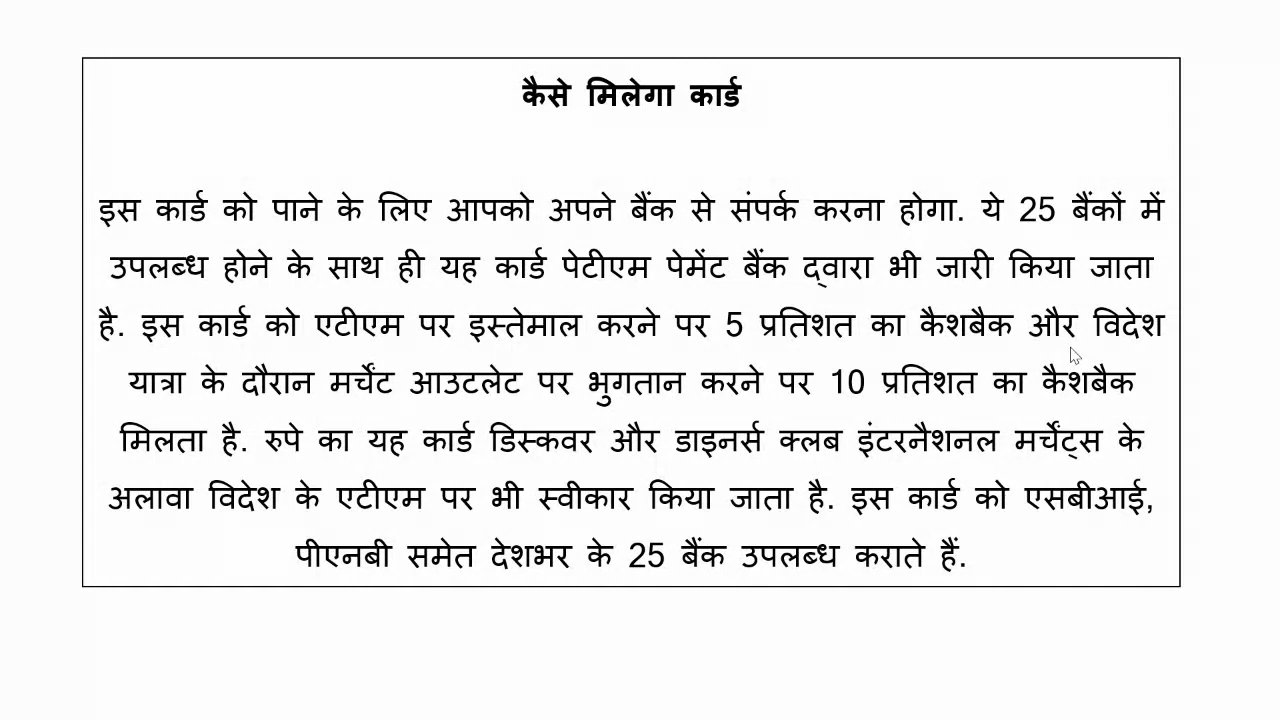 कैसे मिलेगा कार्ड
इस कार्ड को पाने के लिए आपको अपने बैंक से संपर्क करना होगा. ये 25 बैंकों में
उपलब्ध होने के साथ ही यह कार्ड पेटीएम पेमेंट बैंक द्वारा भी जारी किया जाता
है. इस कार्ड को एटीएम पर इस्तेमाल करने पर 5 प्रतिशत का कैशबैक और विदेश
यात्रा के दौरान मर्चेंट आउटलेट पर भुगतान करने पर 10 प्रतिशत का कैशबैक
मिलता है. रुपे का यह कार्ड डिस्कवर और डाइनर्स क्लब इंटरनैशनल मर्चेंट्स के
अलावा विदेश के एटीएम पर भी स्वीकार किया जाता है. इस कार्ड को एसबीआई,
पीएनबी समेत देशभर के 25 बैंक उपलब्ध कराते हैं.